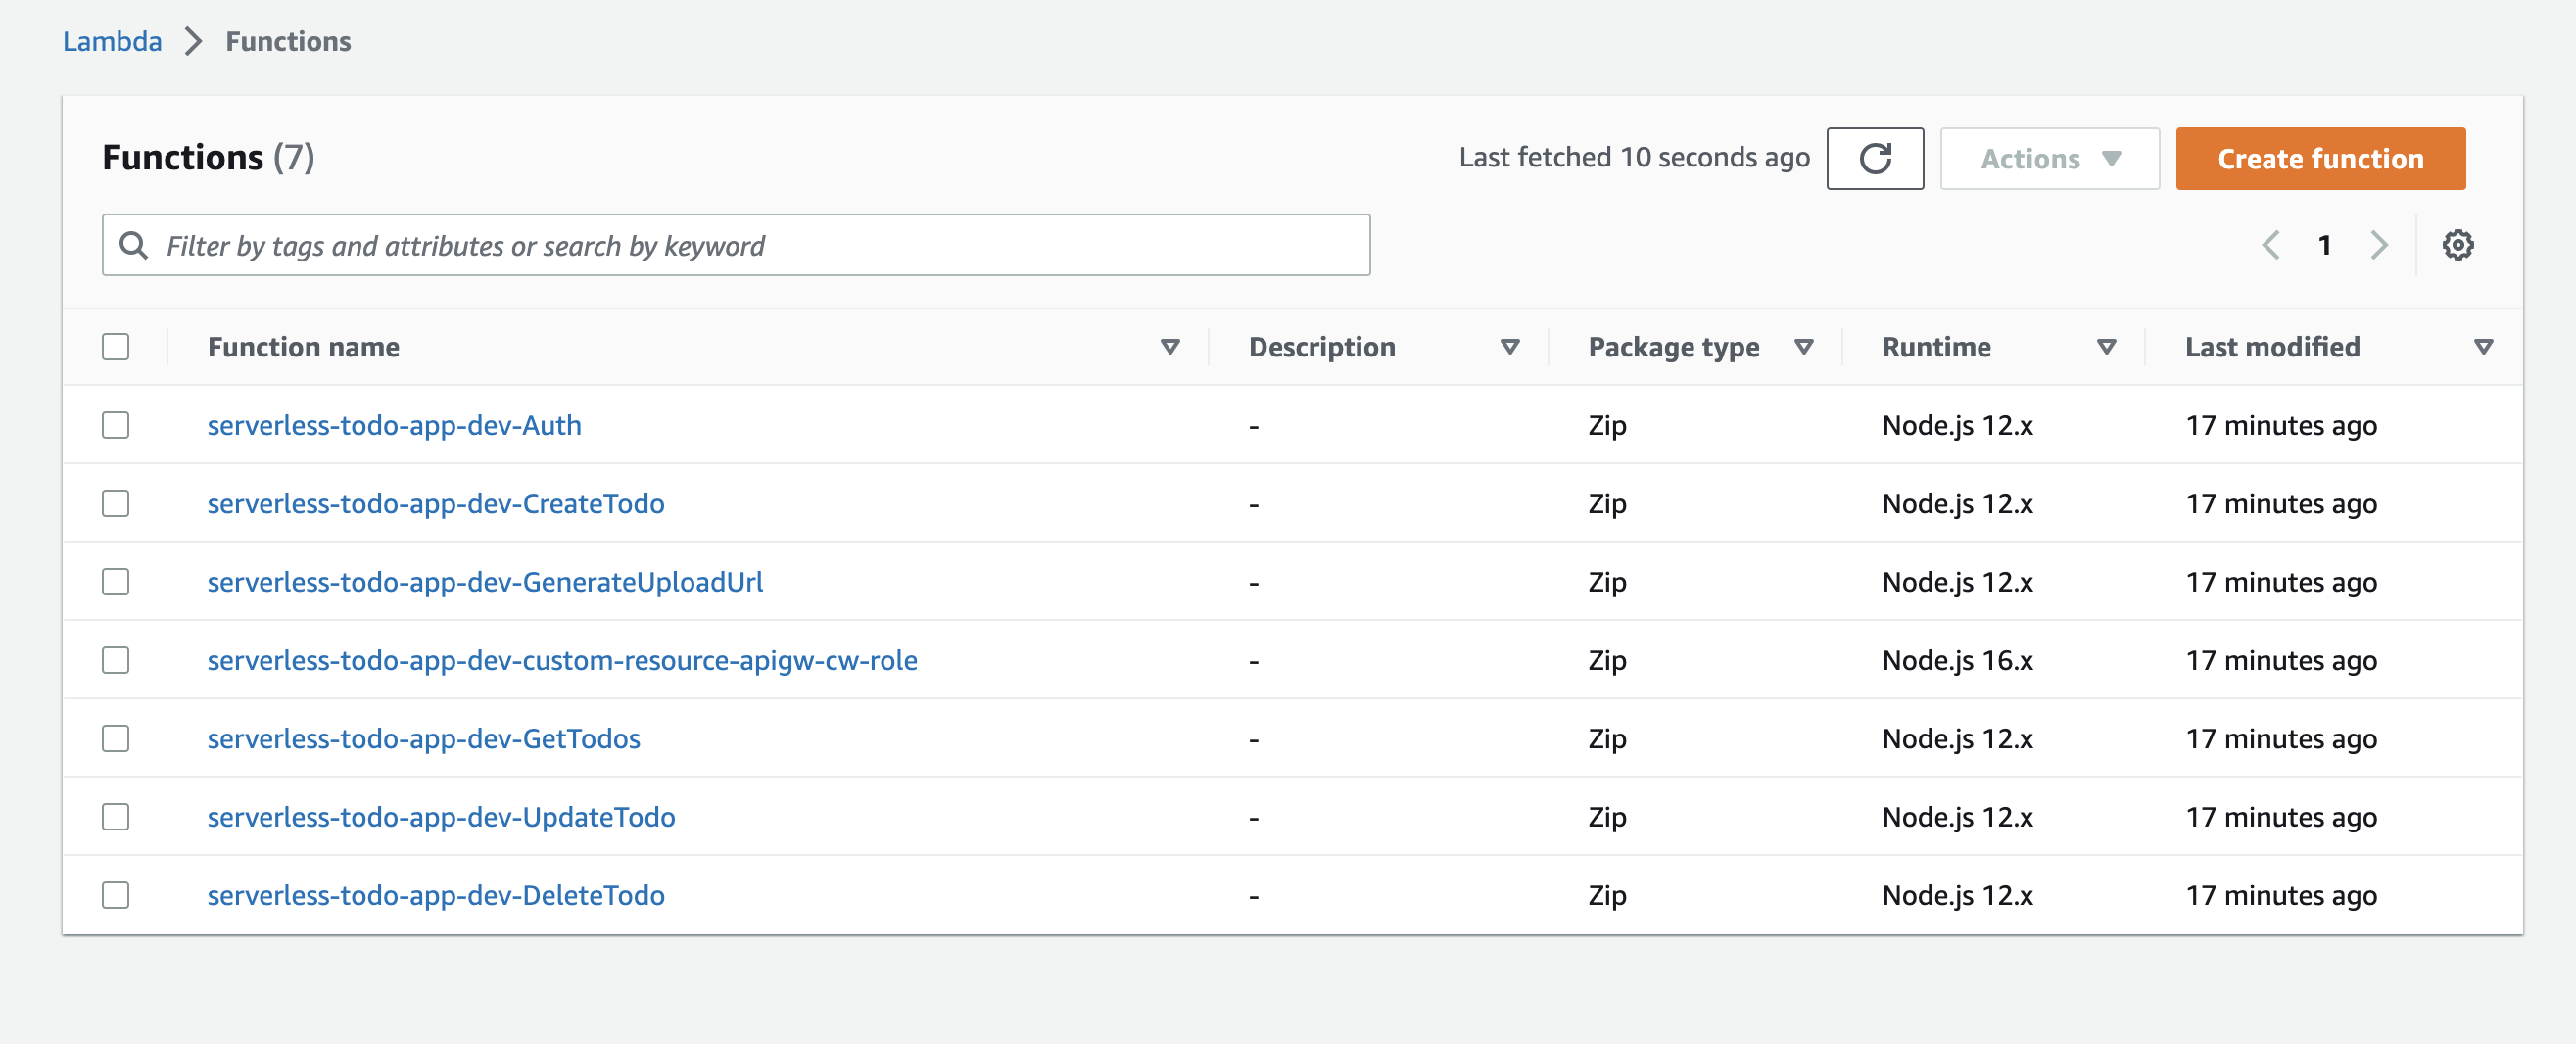 Lambda > Functions
Functions (7) Last fetched 10 seconds ago Actions Create function
Filter by tags and attributes or search by keyword 1
Function name Description Package type Runtime Last modified
serverless-todo-app-dev-Auth - Zip Node.js 12.x 17 minutes ago
serverless-todo-app-dev-CreateTodo - Zip Node.js 12.x 17 minutes ago
serverless-todo-app-dev-GenerateUploadUrl - Zip Node.js 12.x 17 minutes ago
serverless-todo-app-dev-custom-resource-apigw-cw-role - Zip Node.js 16.x 17 minutes ago
serverless-todo-app-dev-GetTodos - Zip Node.js 12.x 17 minutes ago
serverless-todo-app-dev-UpdateTodo - Zip Node.js 12.x 17 minutes ago
serverless-todo-app-dev-DeleteTodo - Zip Node.js 12.x 17 minutes ago